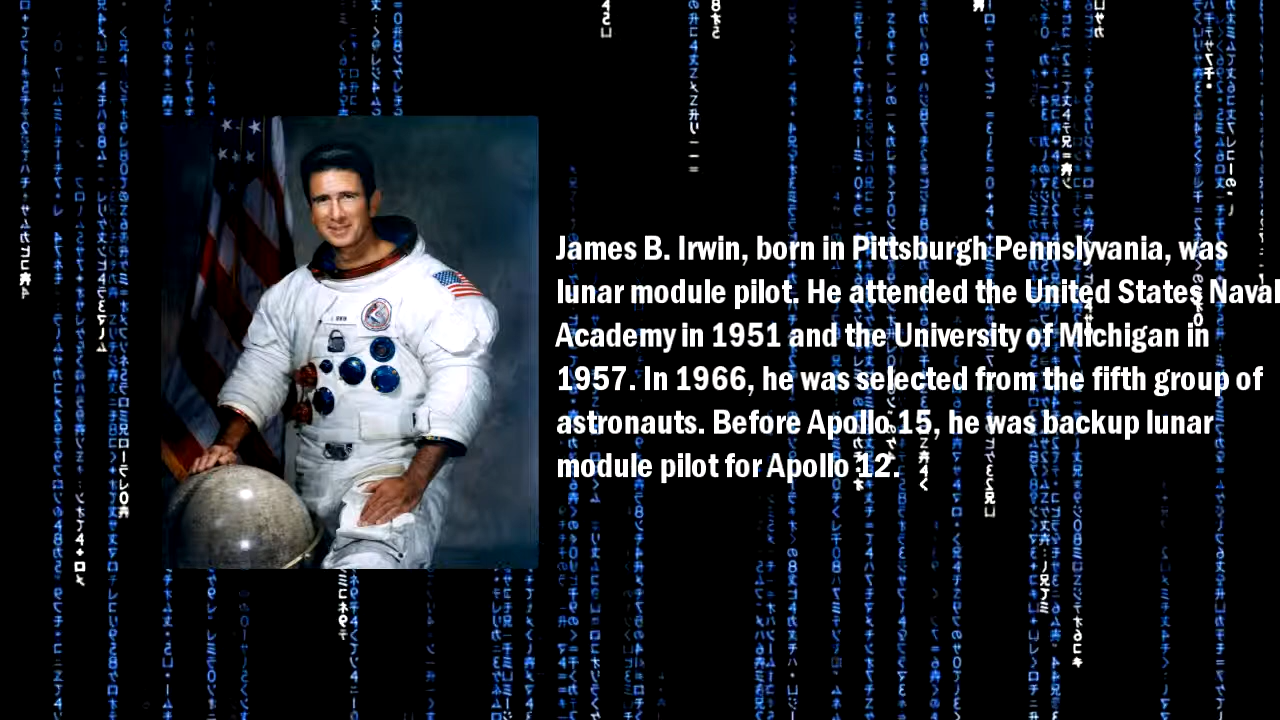 James B. Irwin, born in Pittsburgh Pennslyvania, was
lunar module pilot. He attended the United States Naval
Academy in 1951 and the University of Michigan in
1957. In 1966, he was selected from the fifth group of
astronauts. Before Apollo 15, he was backup lunar
module pilot for Apollo 12.